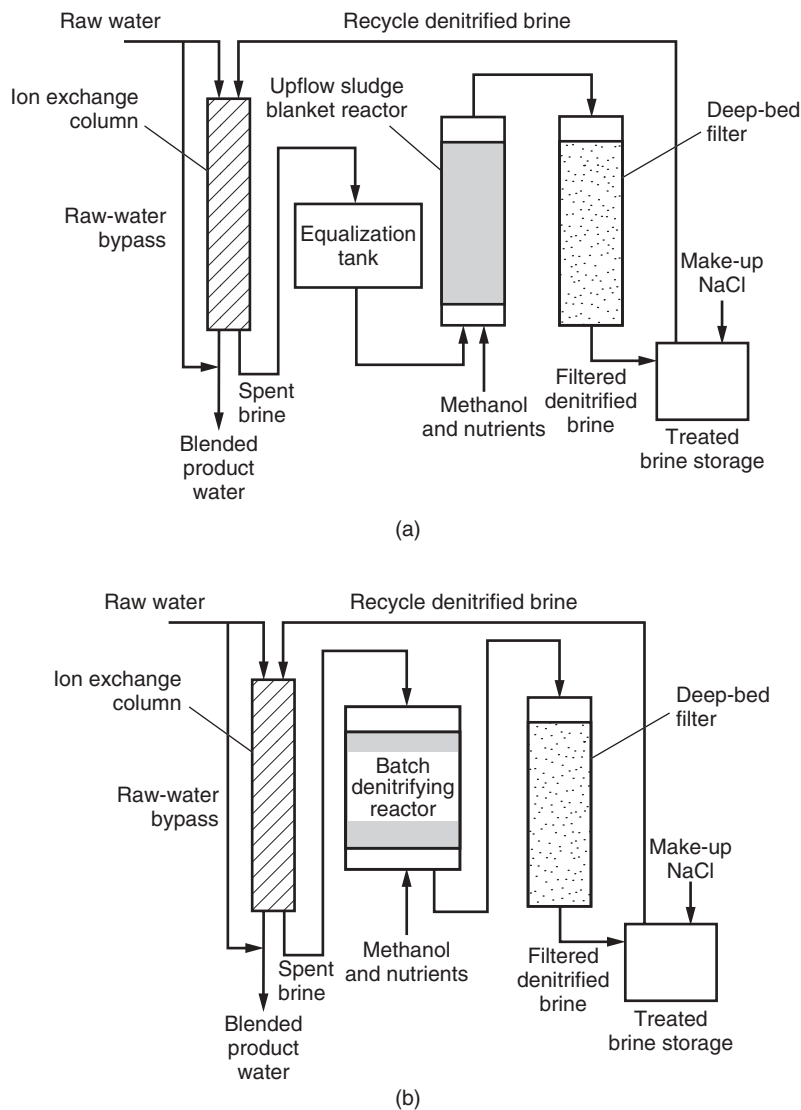 Raw water
Recycle denitrified brine
Ion exchange
column
Upflow sludge
blanket reactor
Deep-bed
filter
Raw-water
bypass
Equalization
tank
Make-up
NaCl
Spent
brine
Methanol
and nutrients
Filtered
denitrified
brine
Treated
brine storage
Blended
product
water
(a)
Raw water
Recycle denitrified brine
Ion exchange
column
Deep-bed
filter
Raw-water
bypass
Batch
denitrifying
reactor
Make-up
NaCl
Spent
brine
Methanol
and nutrients
Filtered
denitrified
brine
Treated
brine storage
Blended
product
water
(b)